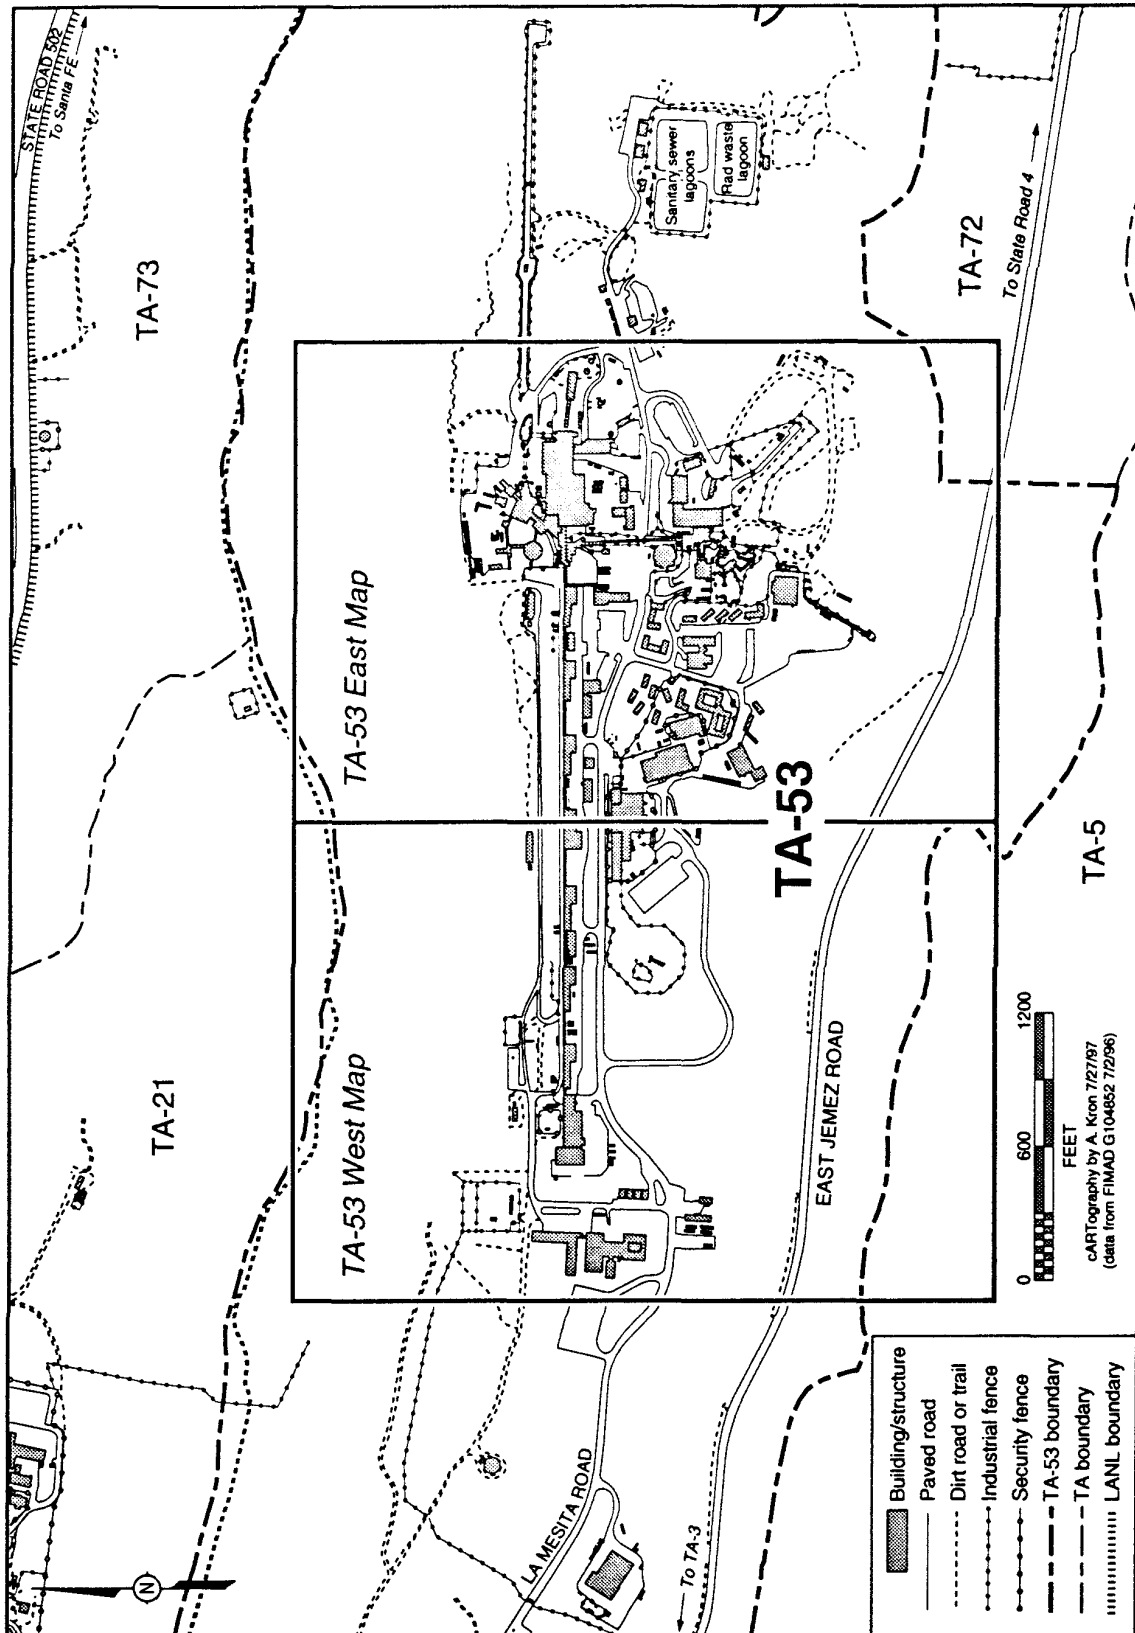 STATE ROAD 502
To Santa FE
TA-73
Sanitary sewer
lagoons
Rad waste
lagoon
TA-72
To State Road 4
TA-53 East Map
TA-53
TA-5
TA-21
TA-53 West Map
EAST JEMEZ ROAD
LA MESITA ROAD
To TA-3
N
0 600 1200
FEET
cARTography by A. Kron 7/27/97
(data from FIMAD G104852 7/2/96)
Building/structure
Paved road
Dirt road or trail
Industrial fence
Security fence
TA-53 boundary
TA boundary
LANL boundary